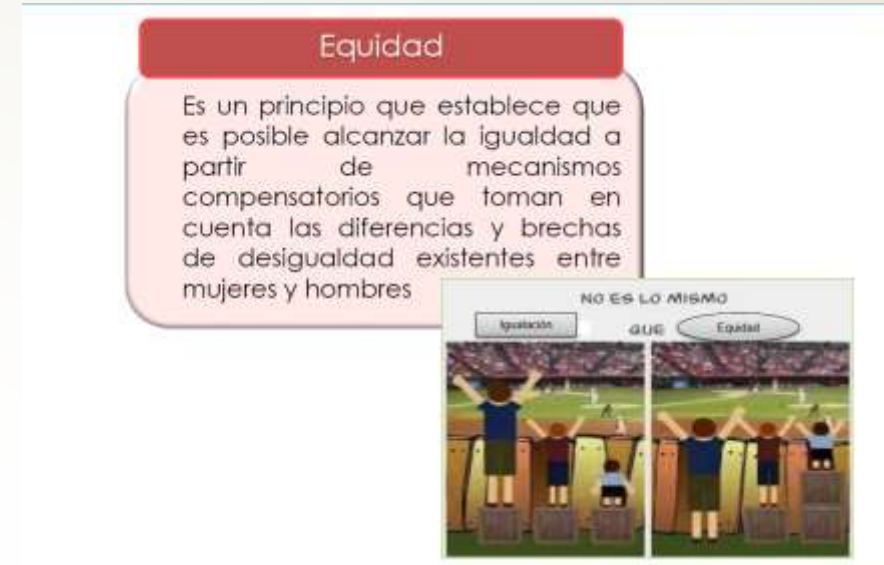 Equidad
Es un principio que establece que
es posible alcanzar la igualdad a
partir de mecanismos
compensatorios que toman en
cuenta las diferencias y brechas
de desigualdad existentes entre
mujeres y hombres
NO ES LO MISMO
Igualación QUE Equidad